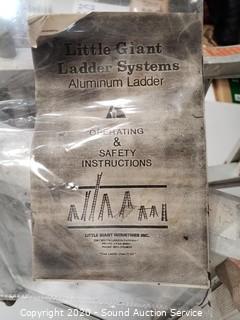 Little Giant
Ladder Systems
Aluminum Ladder
OPERATING
&
SAFETY
INSTRUCTIONS
LITTLE GIANT INDUSTRIES INC.
Copyright 2020 - Sound Auction Service